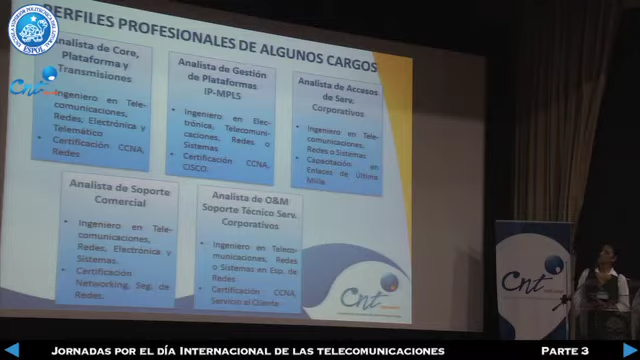 PERFILES PROFESIONALES DE ALGUNOS CARGOS
Analista de Core,
Plataforma y
Transmisiones
Ingeniero en Tele-
comunicaciones,
Redes, Electrónica y
Telemático
Certificación CCNA,
Redes
Analista de Gestión
de Plataformas
IP-MPLS
Ingeniero en Elec-
trónica, Telecomuni-
caciones, Redes o
Sistemas
Certificación CCNA,
CISCO.
Analista de Accesos
de Serv.
Corporativos
Ingeniero en Tele-
comunicaciones,
Redes o Sistemas
Capacitación en
Enlaces de Última
Milla
Analista de Soporte
Comercial
Ingeniero en Tele-
comunicaciones,
Redes, Electrónica y
Sistemas.
Certificación
Networking, Seg. de
Redes.
Analista de O&M
Soporte Técnico Serv.
Corporativos
Ingeniero en Teleco-
municaciones, Redes
o Sistemas en Esp. de
Redes
Certificación CCNA,
Servicio al Cliente
cnt
cnt
cnt
ESPOL
JORNADAS POR EL DÍA INTERNACIONAL DE LAS TELECOMUNICACIONES
PARTE 3